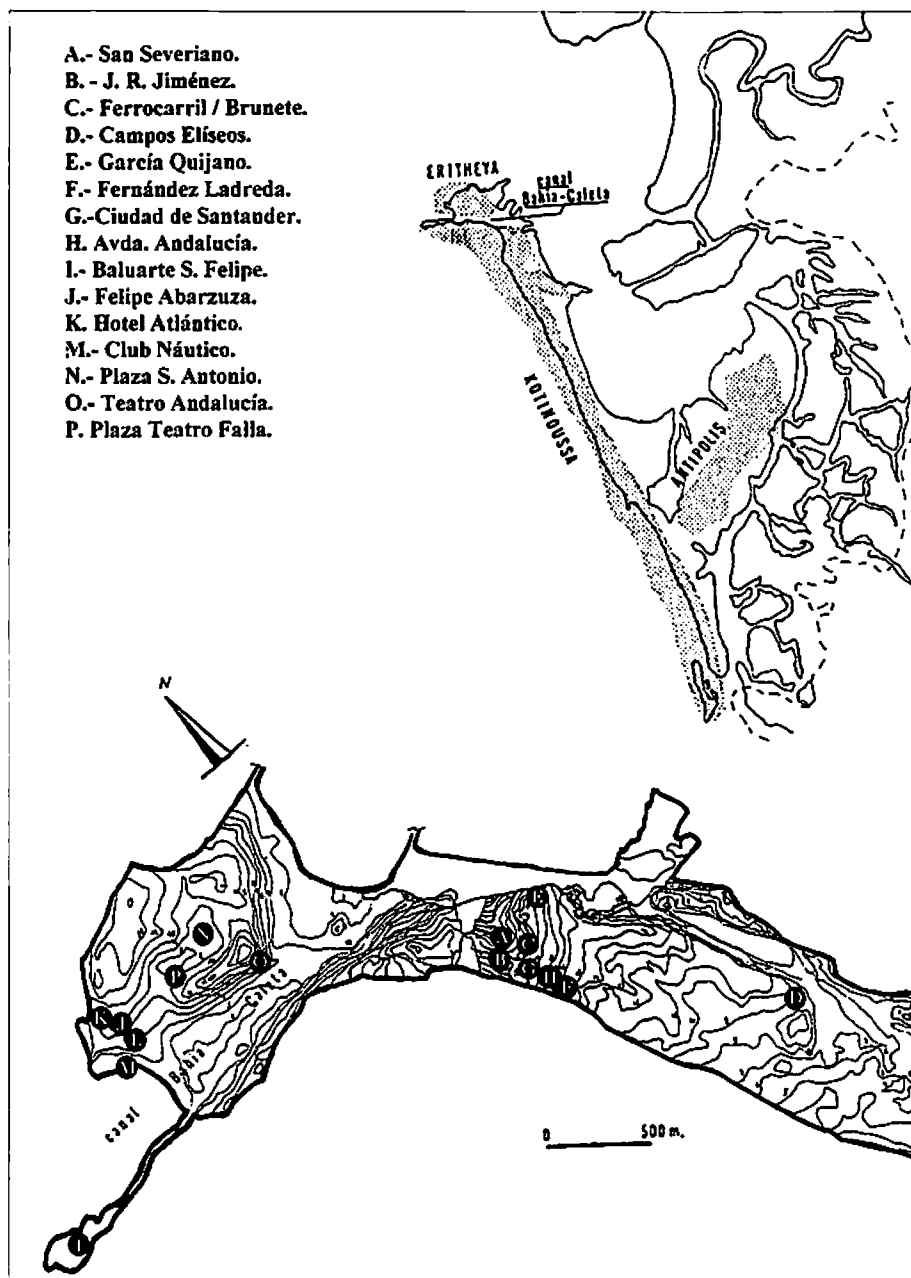 A.- San Severiano.
B. - J. R. Jiménez.
C.- Ferrocarril / Brunete.
D.- Campos Elíseos.
E.- García Quijano.
F.- Fernández Ladreda.
G.-Ciudad de Santander.
H. Avda. Andalucía.
I.- Baluarte S. Felipe.
J.- Felipe Abarzuza.
K. Hotel Atlántico.
M.- Club Náutico.
N.- Plaza S. Antonio.
O.- Teatro Andalucía.
P. Plaza Teatro Falla.
ERITHEYA
canal
Bahia-Caleta
KOTINOUSSA
ANTIPOLIS
N
canal Bahia Caleta
N
K
M
H
0 500 m.